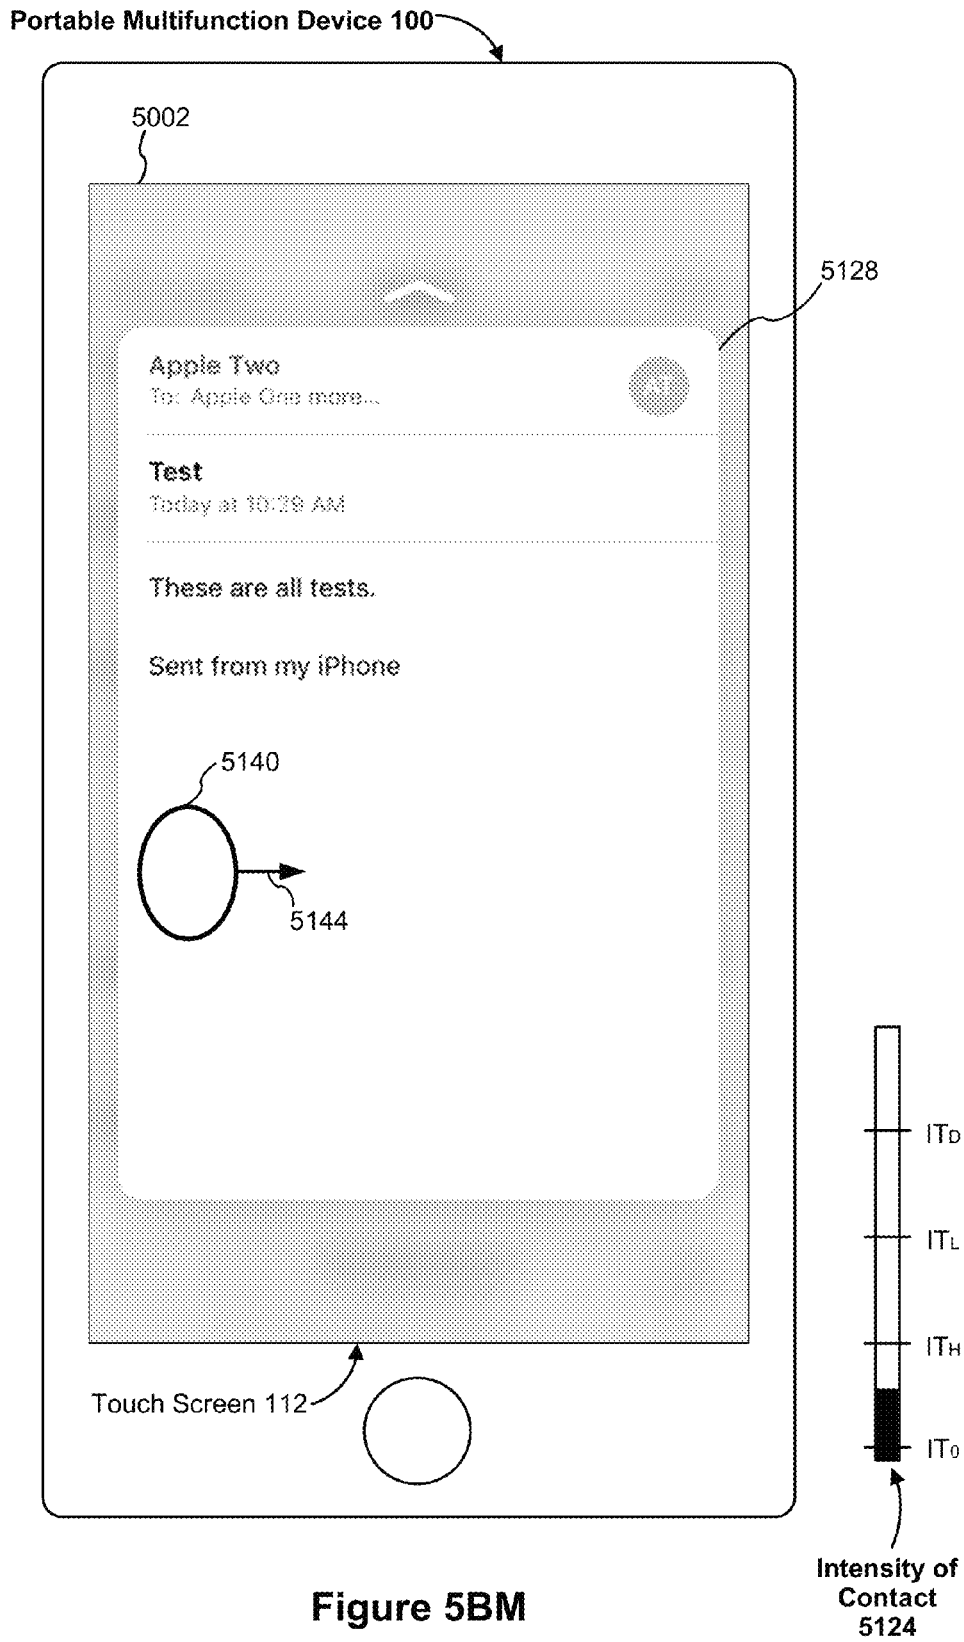 Portable Multifunction Device 100
5002
5128
Apple Two
To: Apple One more...
Test
Today at 10:29 AM
These are all tests.
Sent from my iPhone
5140
5144
ITD
ITL
ITH
IT0
Touch Screen 112
Intensity of
Contact
5124
Figure 5BM